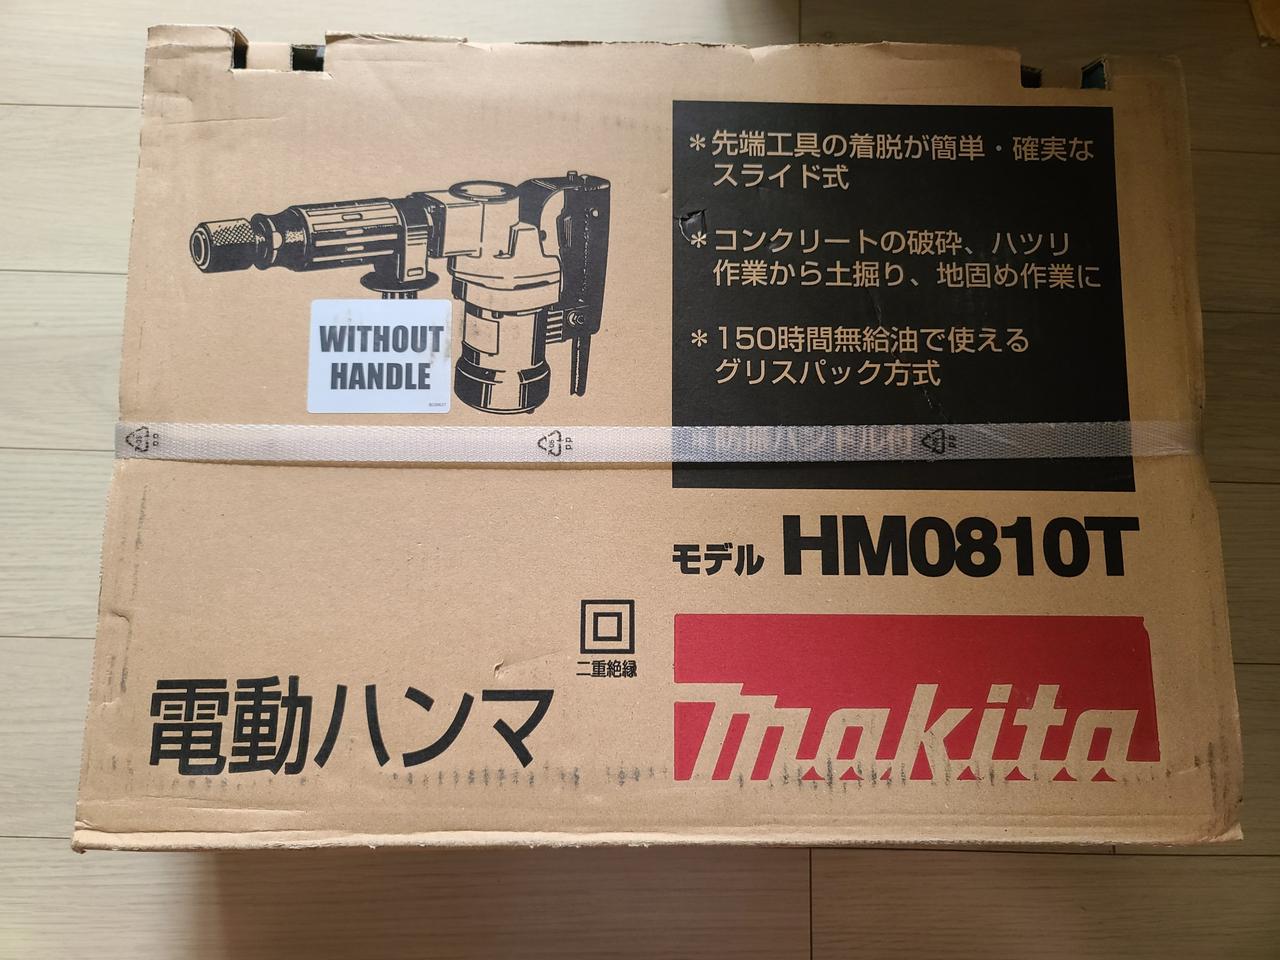 ＊先端工具の着脱が簡単・確実な
スライド式
＊コンクリートの破砕、ハツリ
作業から土掘り、地固め作業に
＊150時間無給油で使える
グリスパック方式
WITHOUT
HANDLE
PP
PP
PP
モデル HM0810T
二重絶縁
電動ハンマ
makita